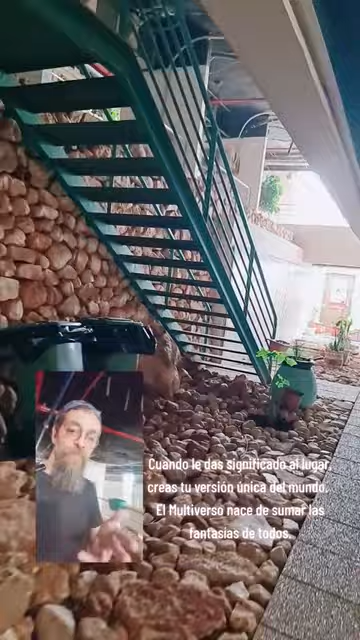 Cuando le das significado al lugar,
creas tu versión única del mundo.
El Multiverso nace de sumar las
fantasías de todos.